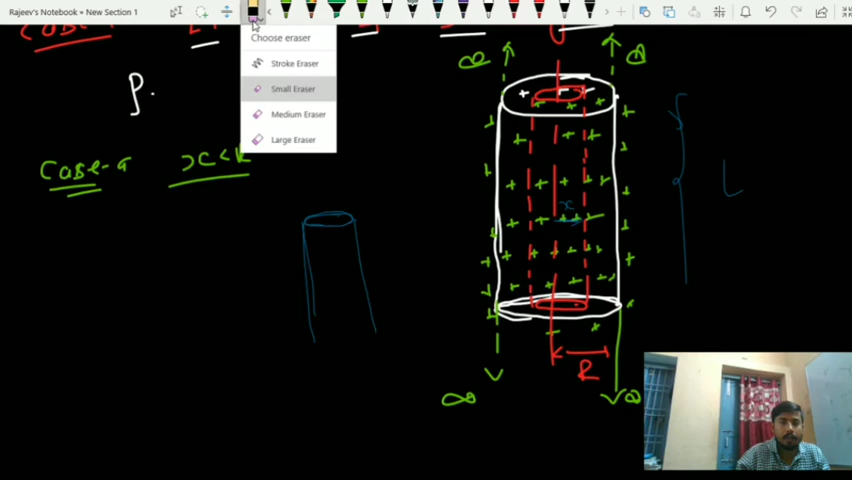 Rajeev's Notebook » New Section 1
Choose eraser
Stroke Eraser
Small Eraser
Medium Eraser
Large Eraser
ρ.
Case-a x<R
∞
∞
x
L
R
∞
∞